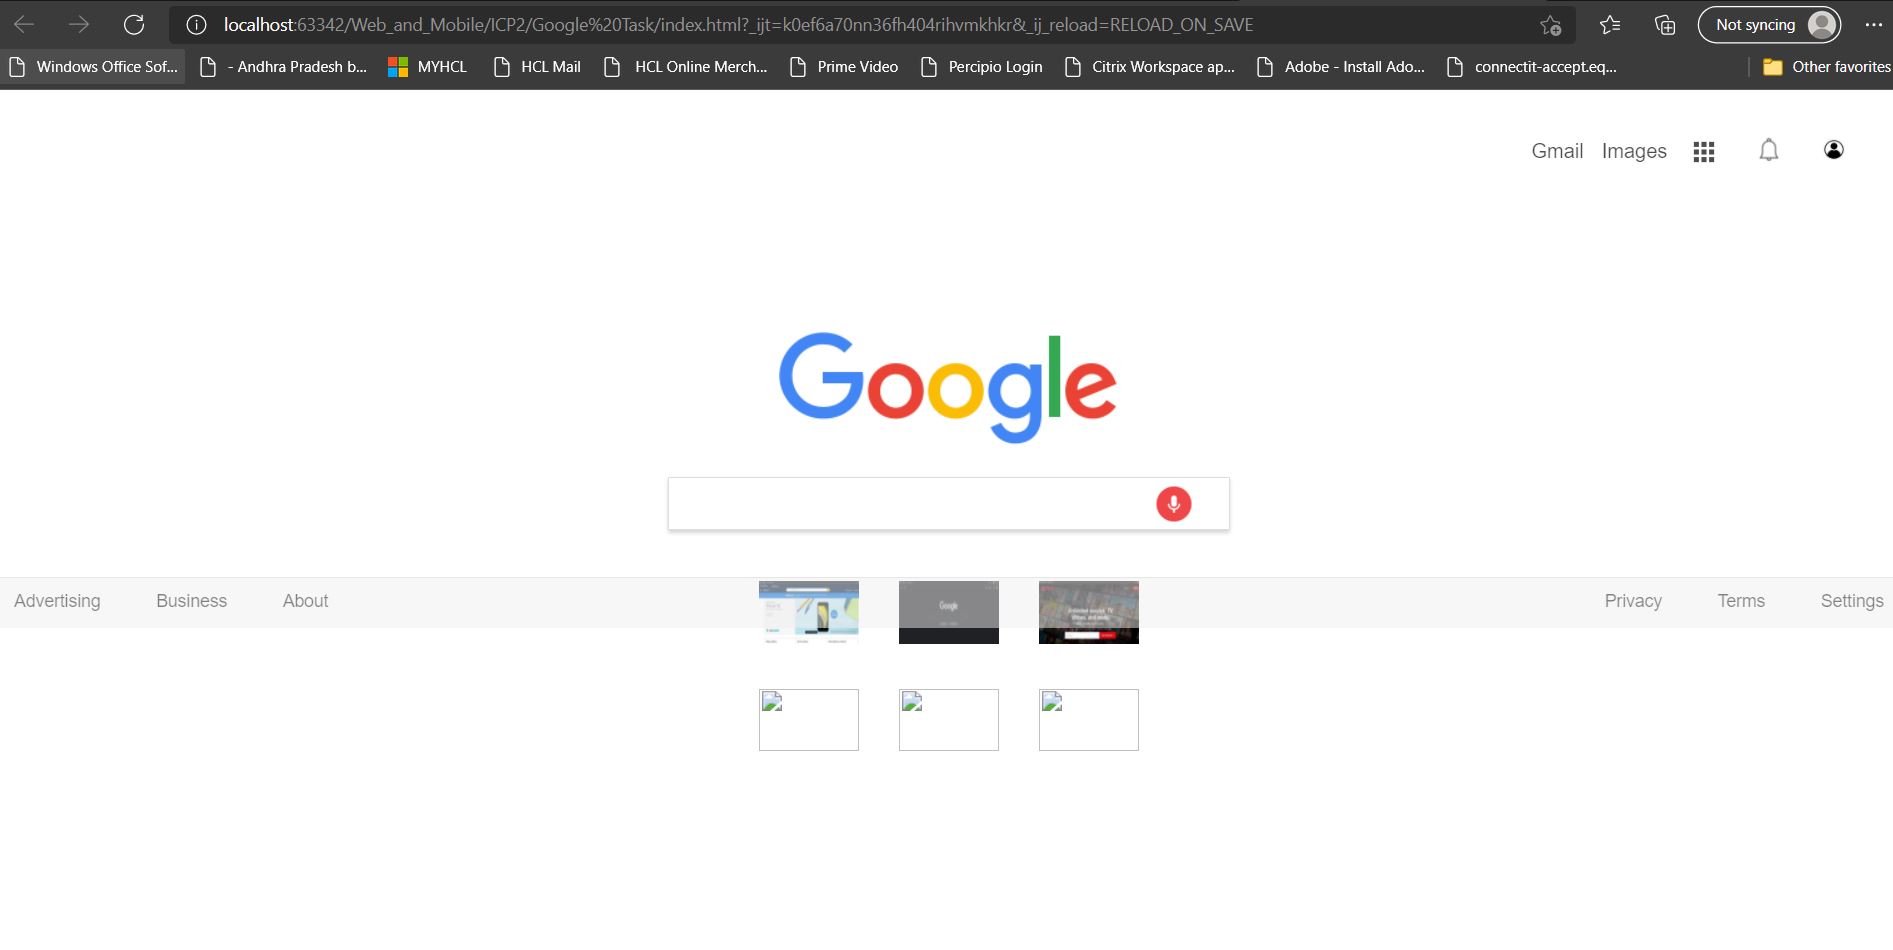 localhost:63342/Web_and_Mobile/ICP2/Google%20Task/index.html?_ijt=k0ef6a70nn36fh404rihvmkhkr&_ij_reload=RELOAD_ON_SAVE
Not syncing
Windows Office Sof... - Andhra Pradesh b... MYHCL HCL Mail HCL Online Merch... Prime Video Percipio Login Citrix Workspace ap... Adobe - Install Ado... connectit-accept.eq... Other favorites
Gmail Images
Google
Advertising Business About Privacy Terms Settings
Google